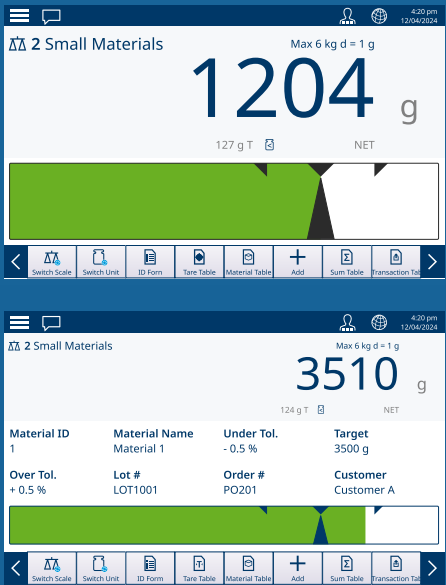 4:20 pm
12/04/2024
2 Small Materials
Max 6 kg d = 1 g
1204 g
127 g T NET
Switch Scale Switch Unit ID Form Tare Table Material Table Add Sum Table Transaction Tab
4:20 pm
12/04/2024
2 Small Materials
Max 6 kg d = 1 g
3510 g
124 g T NET
Material ID Material Name Under Tol. Target
1 Material 1 - 0.5 % 3500 g
Over Tol. Lot # Order # Customer
+ 0.5 % LOT1001 PO201 Customer A
Switch Scale Switch Unit ID Form Tare Table Material Table Add Sum Table Transaction Tab